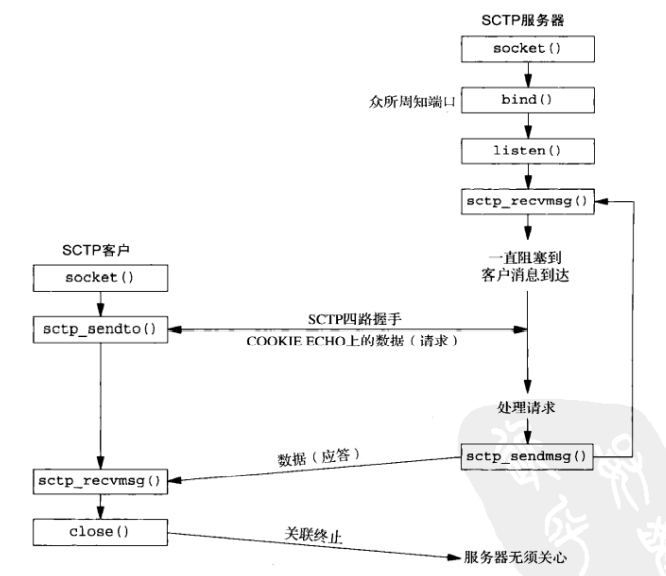 SCTP服务器
socket()
众所周知端口
bind()
listen()
sctp_recvmsg()
一直阻塞到
客户消息到达
SCTP客户
socket()
sctp_sendto()
SCTP四路握手
COOKIE ECHO上的数据（请求）
处理请求
sctp_sendmsg()
数据（应答）
sctp_recvmsg()
close()
关联终止
服务器无须关心